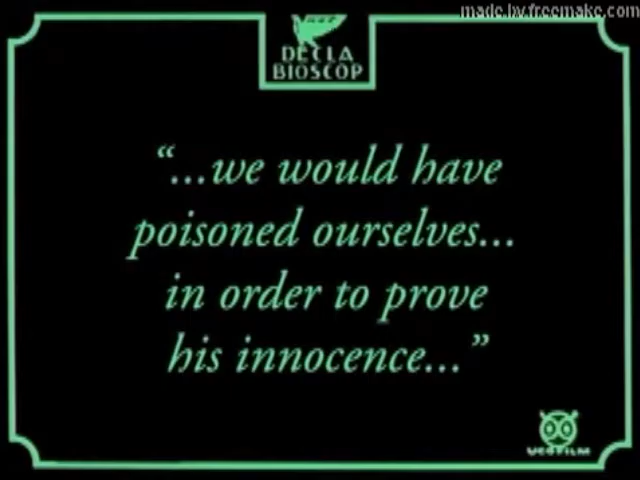 made.by.freemake.com
DECLA
BIOSCOP
“...we would have
poisoned ourselves...
in order to prove
his innocence...”